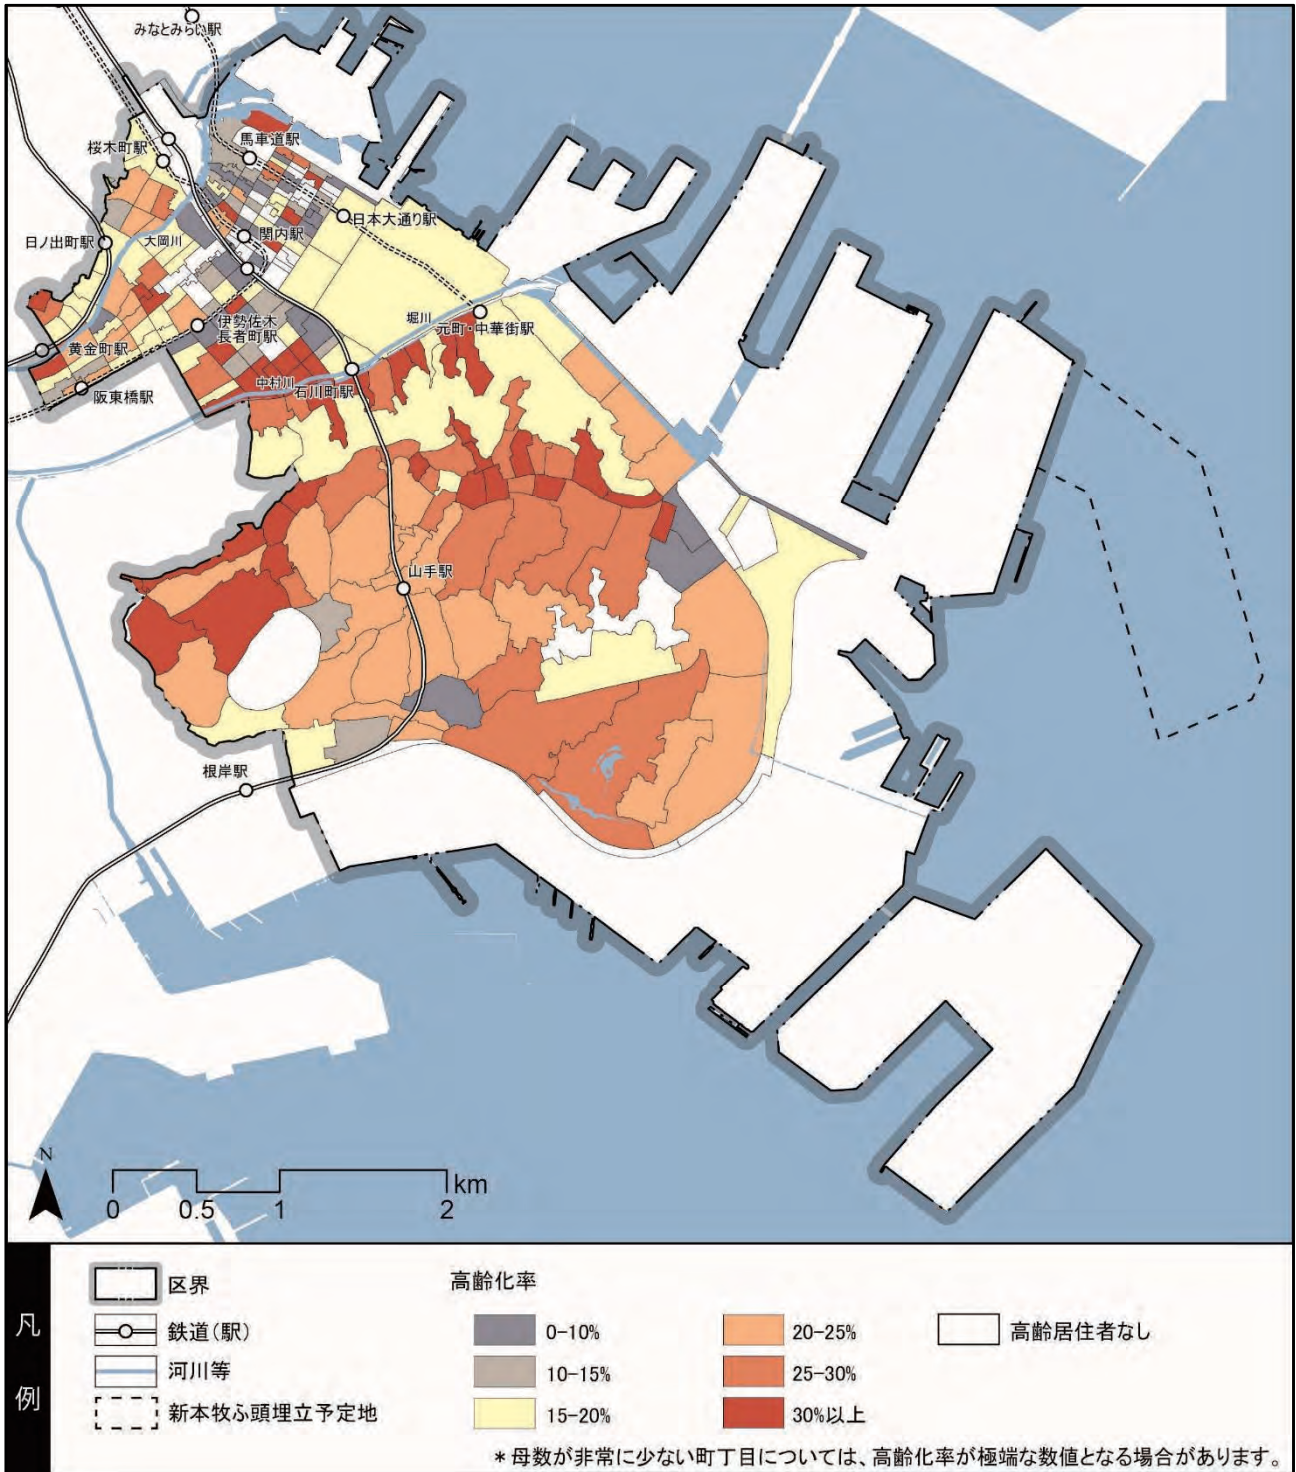 みなとみらい駅
馬車道駅
桜木町駅
日本大通り駅
関内駅
日ノ出町駅
大岡川
堀川
元町・中華街駅
伊勢佐木
長者町駅
黄金町駅
中村川
石川町駅
阪東橋駅
山手駅
根岸駅
N
km
0
0.5
1
2
凡例
区界
鉄道(駅)
河川等
新本牧ふ頭埋立予定地
高齢化率
0-10%
10-15%
15-20%
20-25%
25-30%
30%以上
高齢居住者なし
*母数が非常に少ない町丁目については、高齢化率が極端な数値となる場合があります。